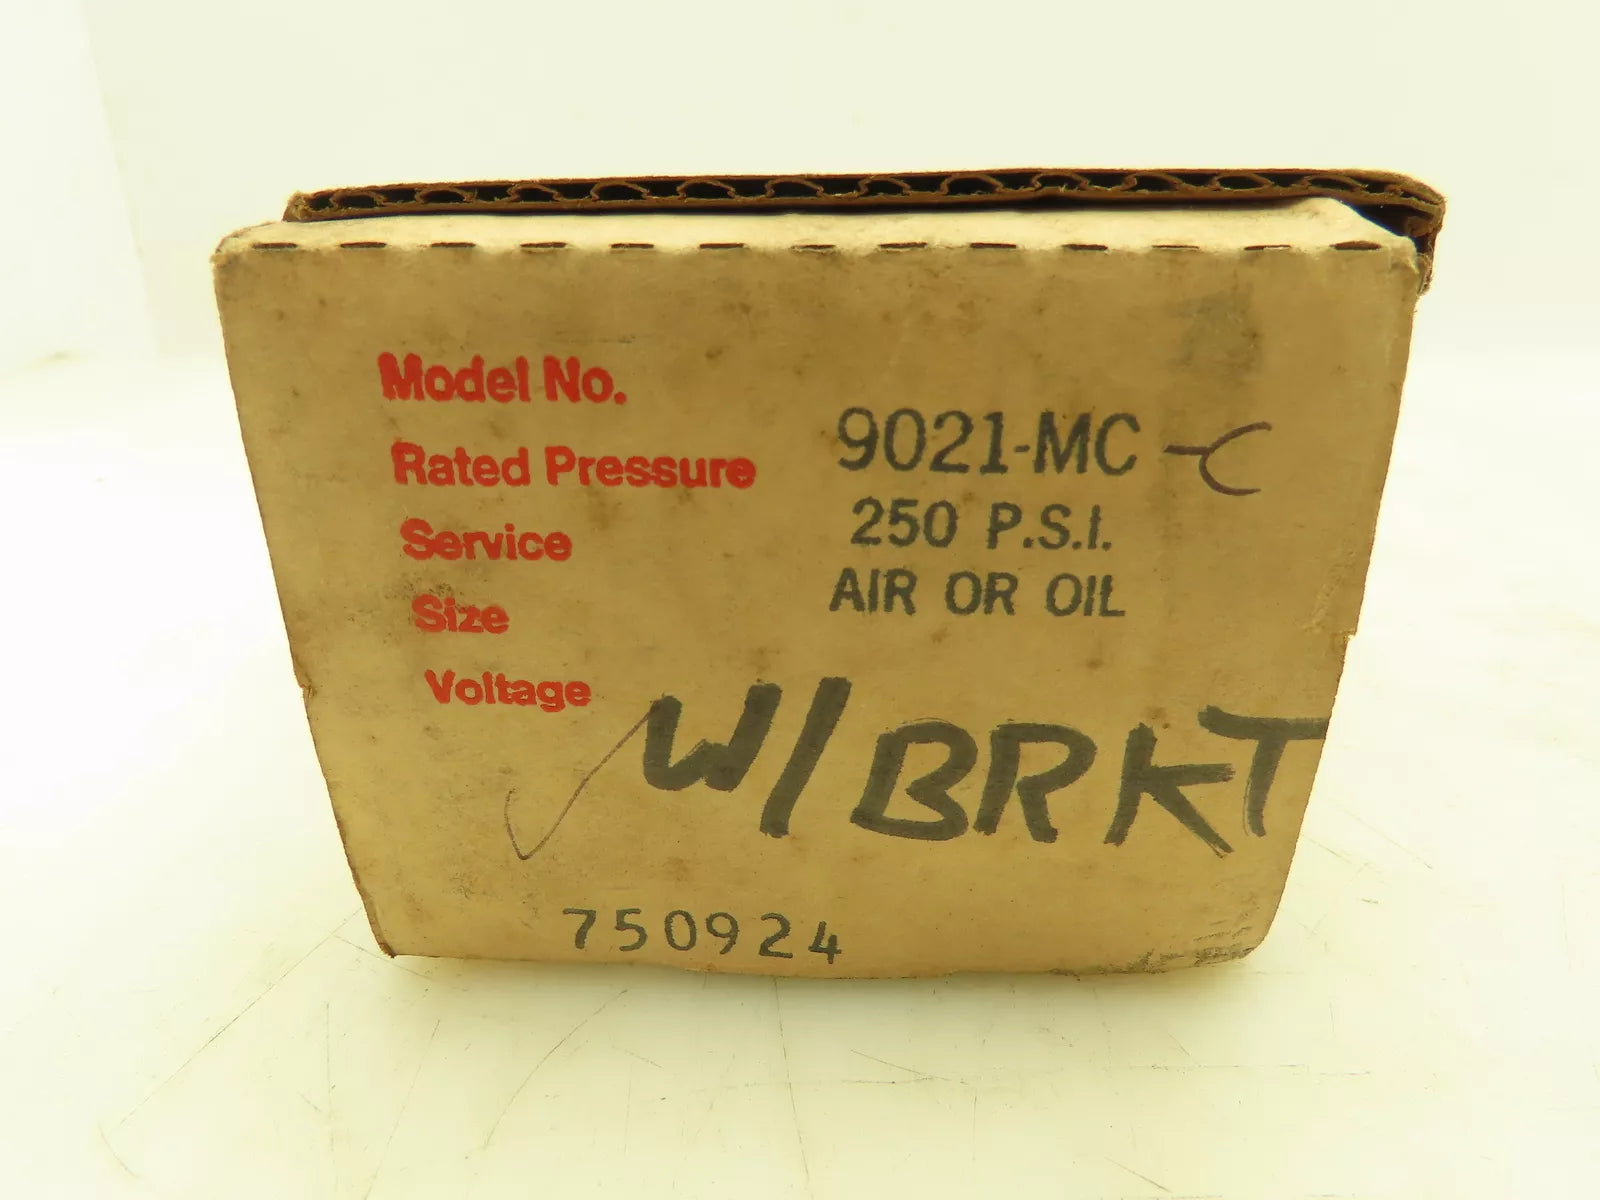 Model No.
9021-MC-C
Rated Pressure
250 P.S.I.
Service
AIR OR OIL
Size
Voltage
W/BRKT
750924